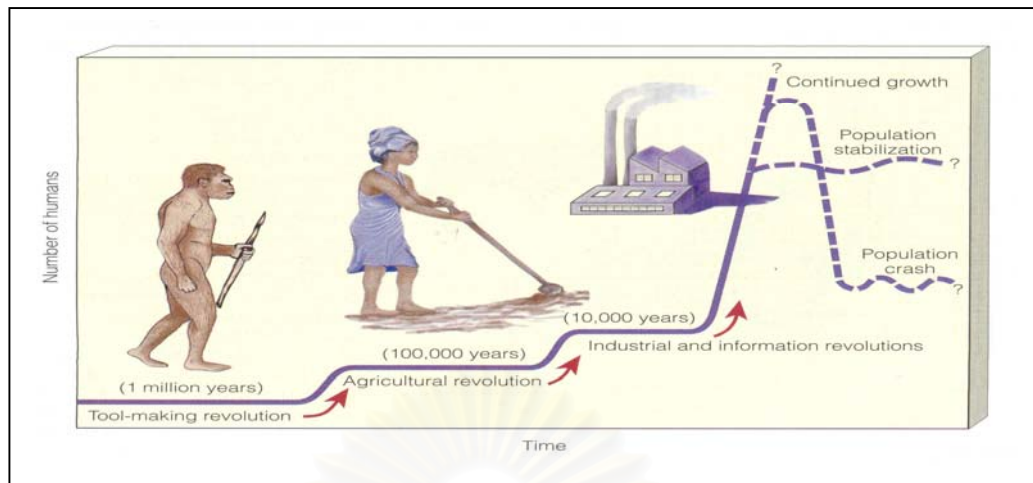 ?
Continued growth
Population
stabilization
?
Population
crash
?
Number of humans
(10,000 years)
Industrial and information revolutions
(100,000 years)
Agricultural revolution
(1 million years)
Tool-making revolution
Time